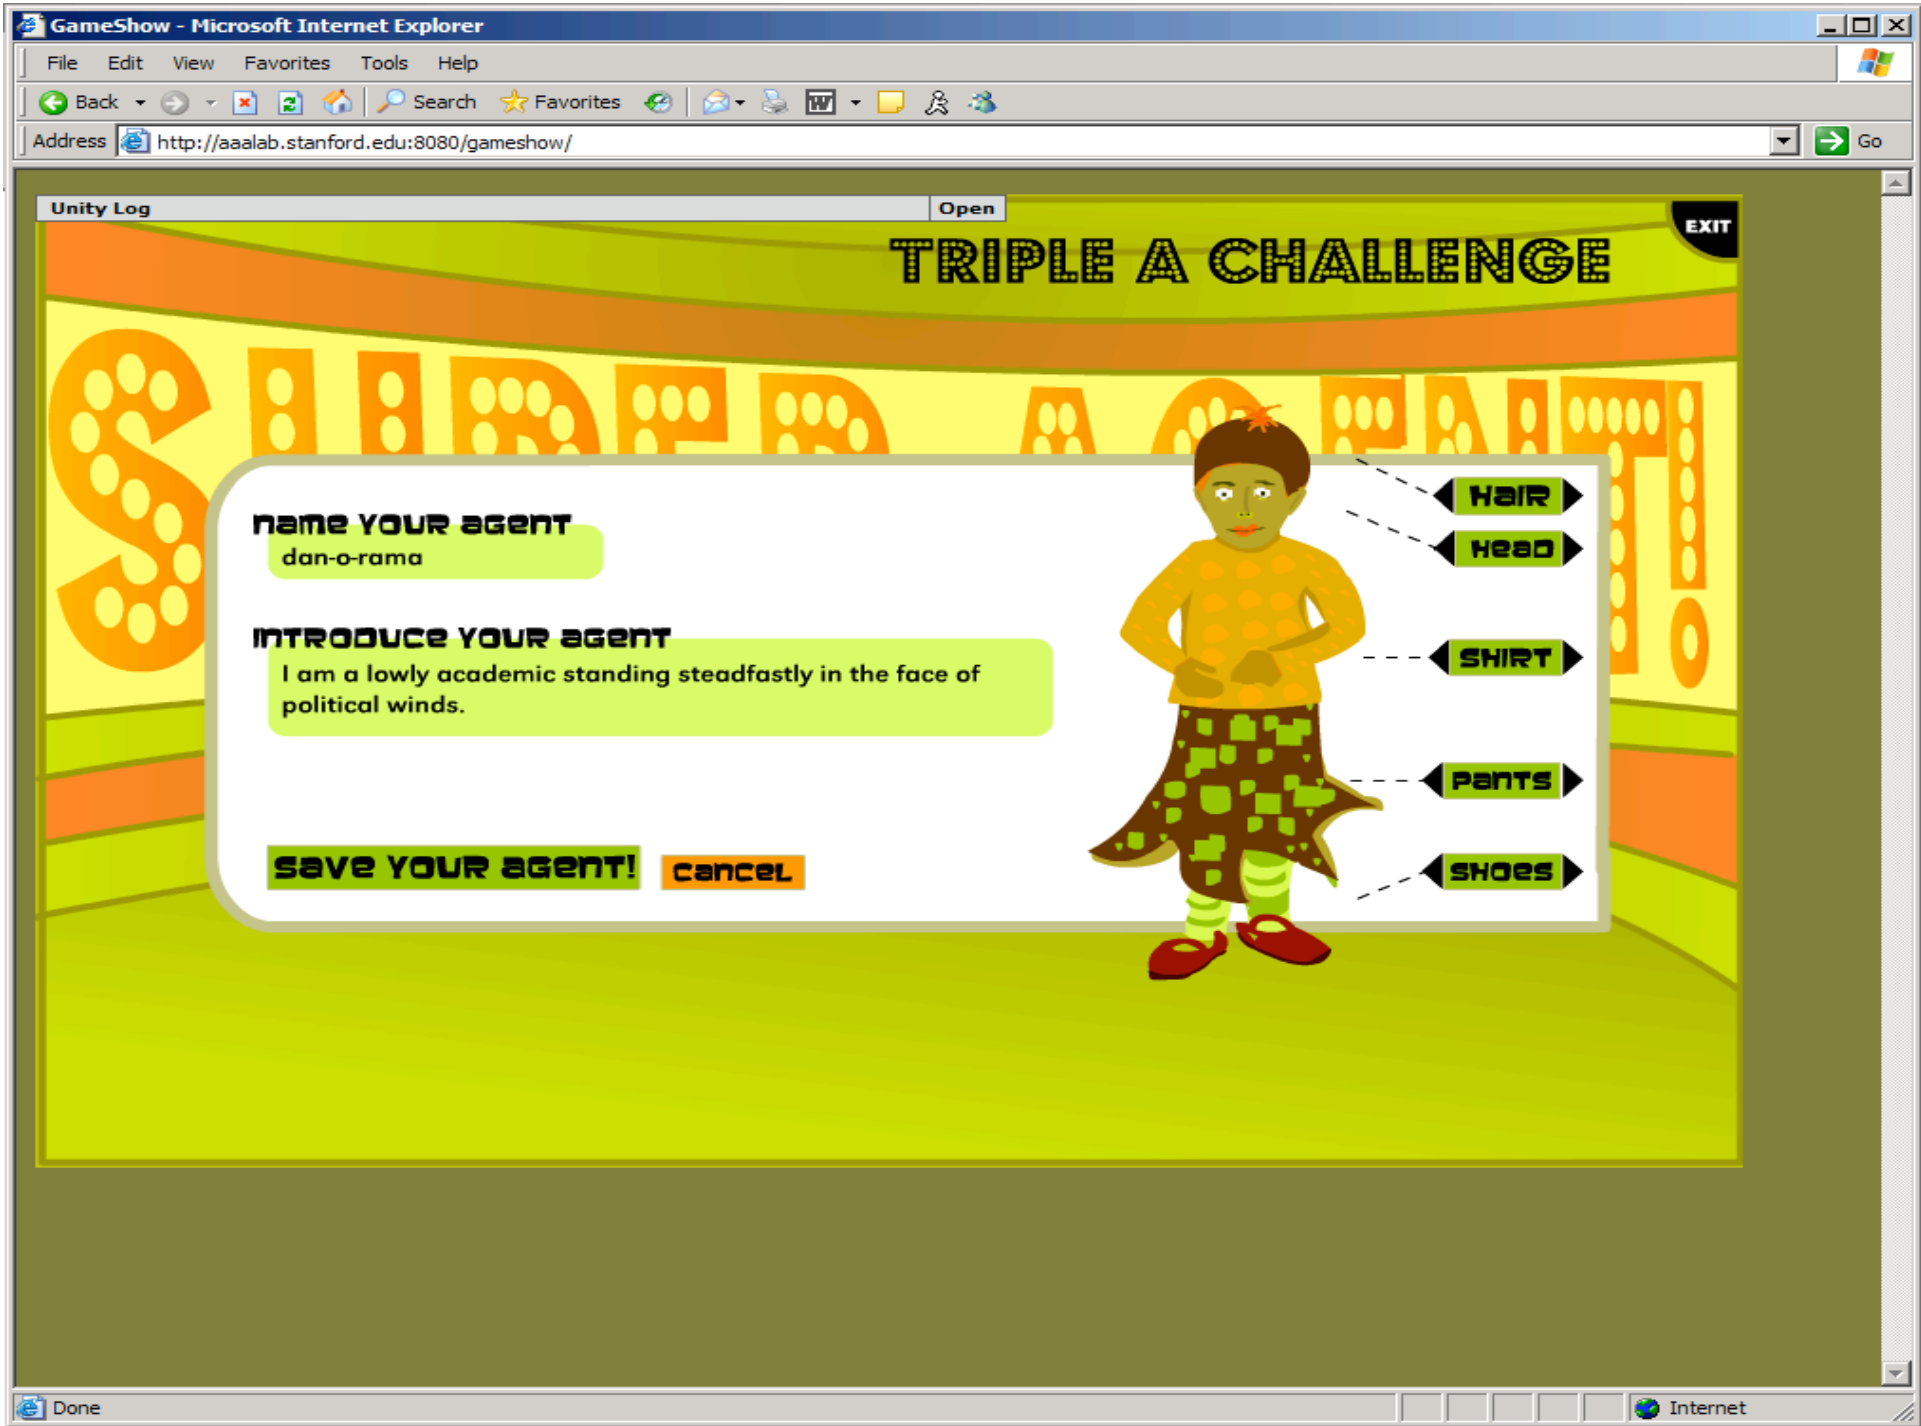 GameShow - Microsoft Internet Explorer
File Edit View Favorites Tools Help
Back Search Favorites
Address http://aaalab.stanford.edu:8080/gameshow/ Go
Unity Log Open
EXIT
TRIPLE A CHALLENGE
SUPER AGENT!
NAME YOUR AGENT
dan-o-rama
INTRODUCE YOUR AGENT
I am a lowly academic standing steadfastly in the face of
political winds.
SAVE YOUR AGENT! CANCEL
HAIR
HEAD
SHIRT
PANTS
SHOES
Done Internet